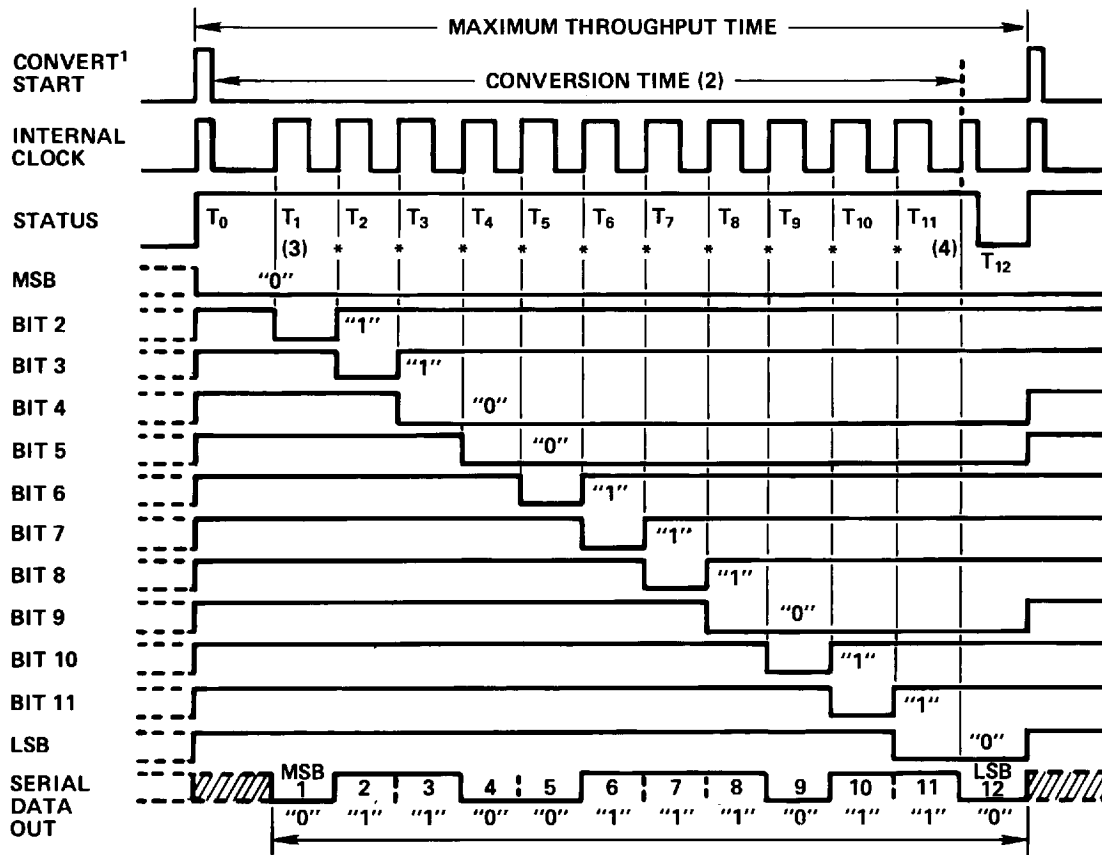 MAXIMUM THROUGHPUT TIME
CONVERT¹
START
CONVERSION TIME (2)
INTERNAL
CLOCK
STATUS
T₀ T₁ T₂ T₃ T₄ T₅ T₆ T₇ T₈ T₉ T₁₀ T₁₁
(3) * * * * * * * * * * (4)
T₁₂
MSB "0"
BIT 2 "1"
BIT 3 "1"
BIT 4 "0"
BIT 5 "0"
BIT 6 "1"
BIT 7 "1"
BIT 8 "1"
BIT 9 "0"
BIT 10 "1"
BIT 11 "1"
LSB "0"
SERIAL
DATA
OUT
MSB LSB
1 2 3 4 5 6 7 8 9 10 11 12
"0" "1" "1" "0" "0" "1" "1" "1" "0" "1" "1" "0"